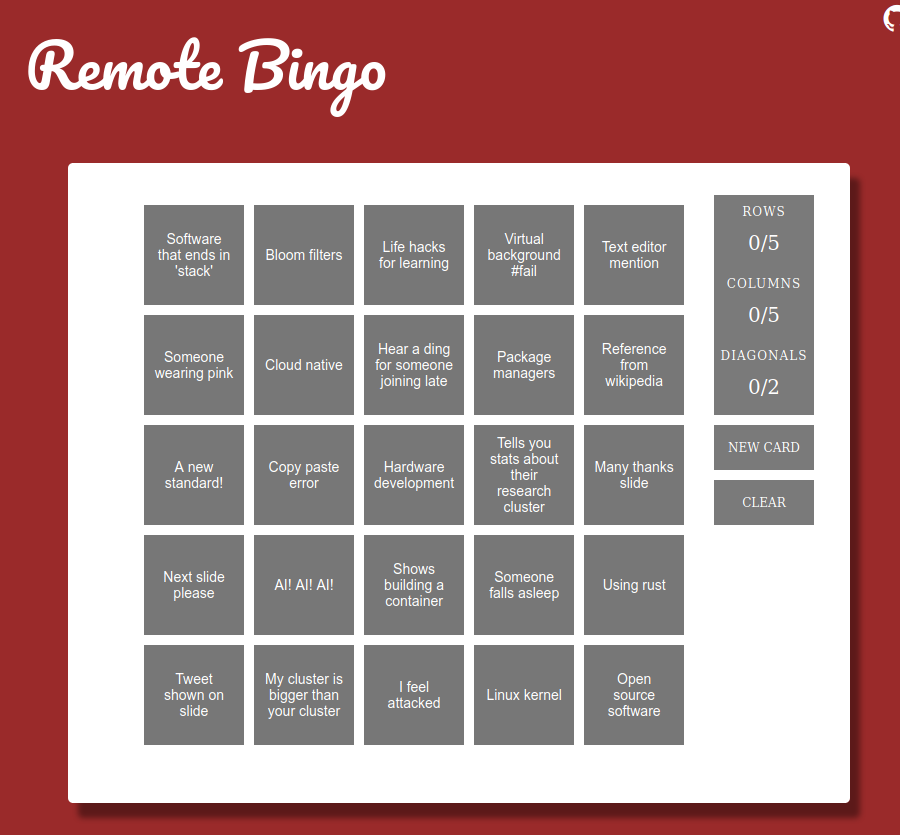 Remote Bingo
Software
that ends in
'stack'
Bloom filters
Life hacks
for learning
Virtual
background
#fail
Text editor
mention
Someone
wearing pink
Cloud native
Hear a ding
for someone
joining late
Package
managers
Reference
from
wikipedia
A new
standard!
Copy paste
error
Hardware
development
Tells you
stats about
their
research
cluster
Many thanks
slide
Next slide
please
AI! AI! AI!
Shows
building a
container
Someone
falls asleep
Using rust
Tweet
shown on
slide
My cluster is
bigger than
your cluster
I feel
attacked
Linux kernel
Open
source
software
ROWS
0/5
COLUMNS
0/5
DIAGONALS
0/2
NEW CARD
CLEAR